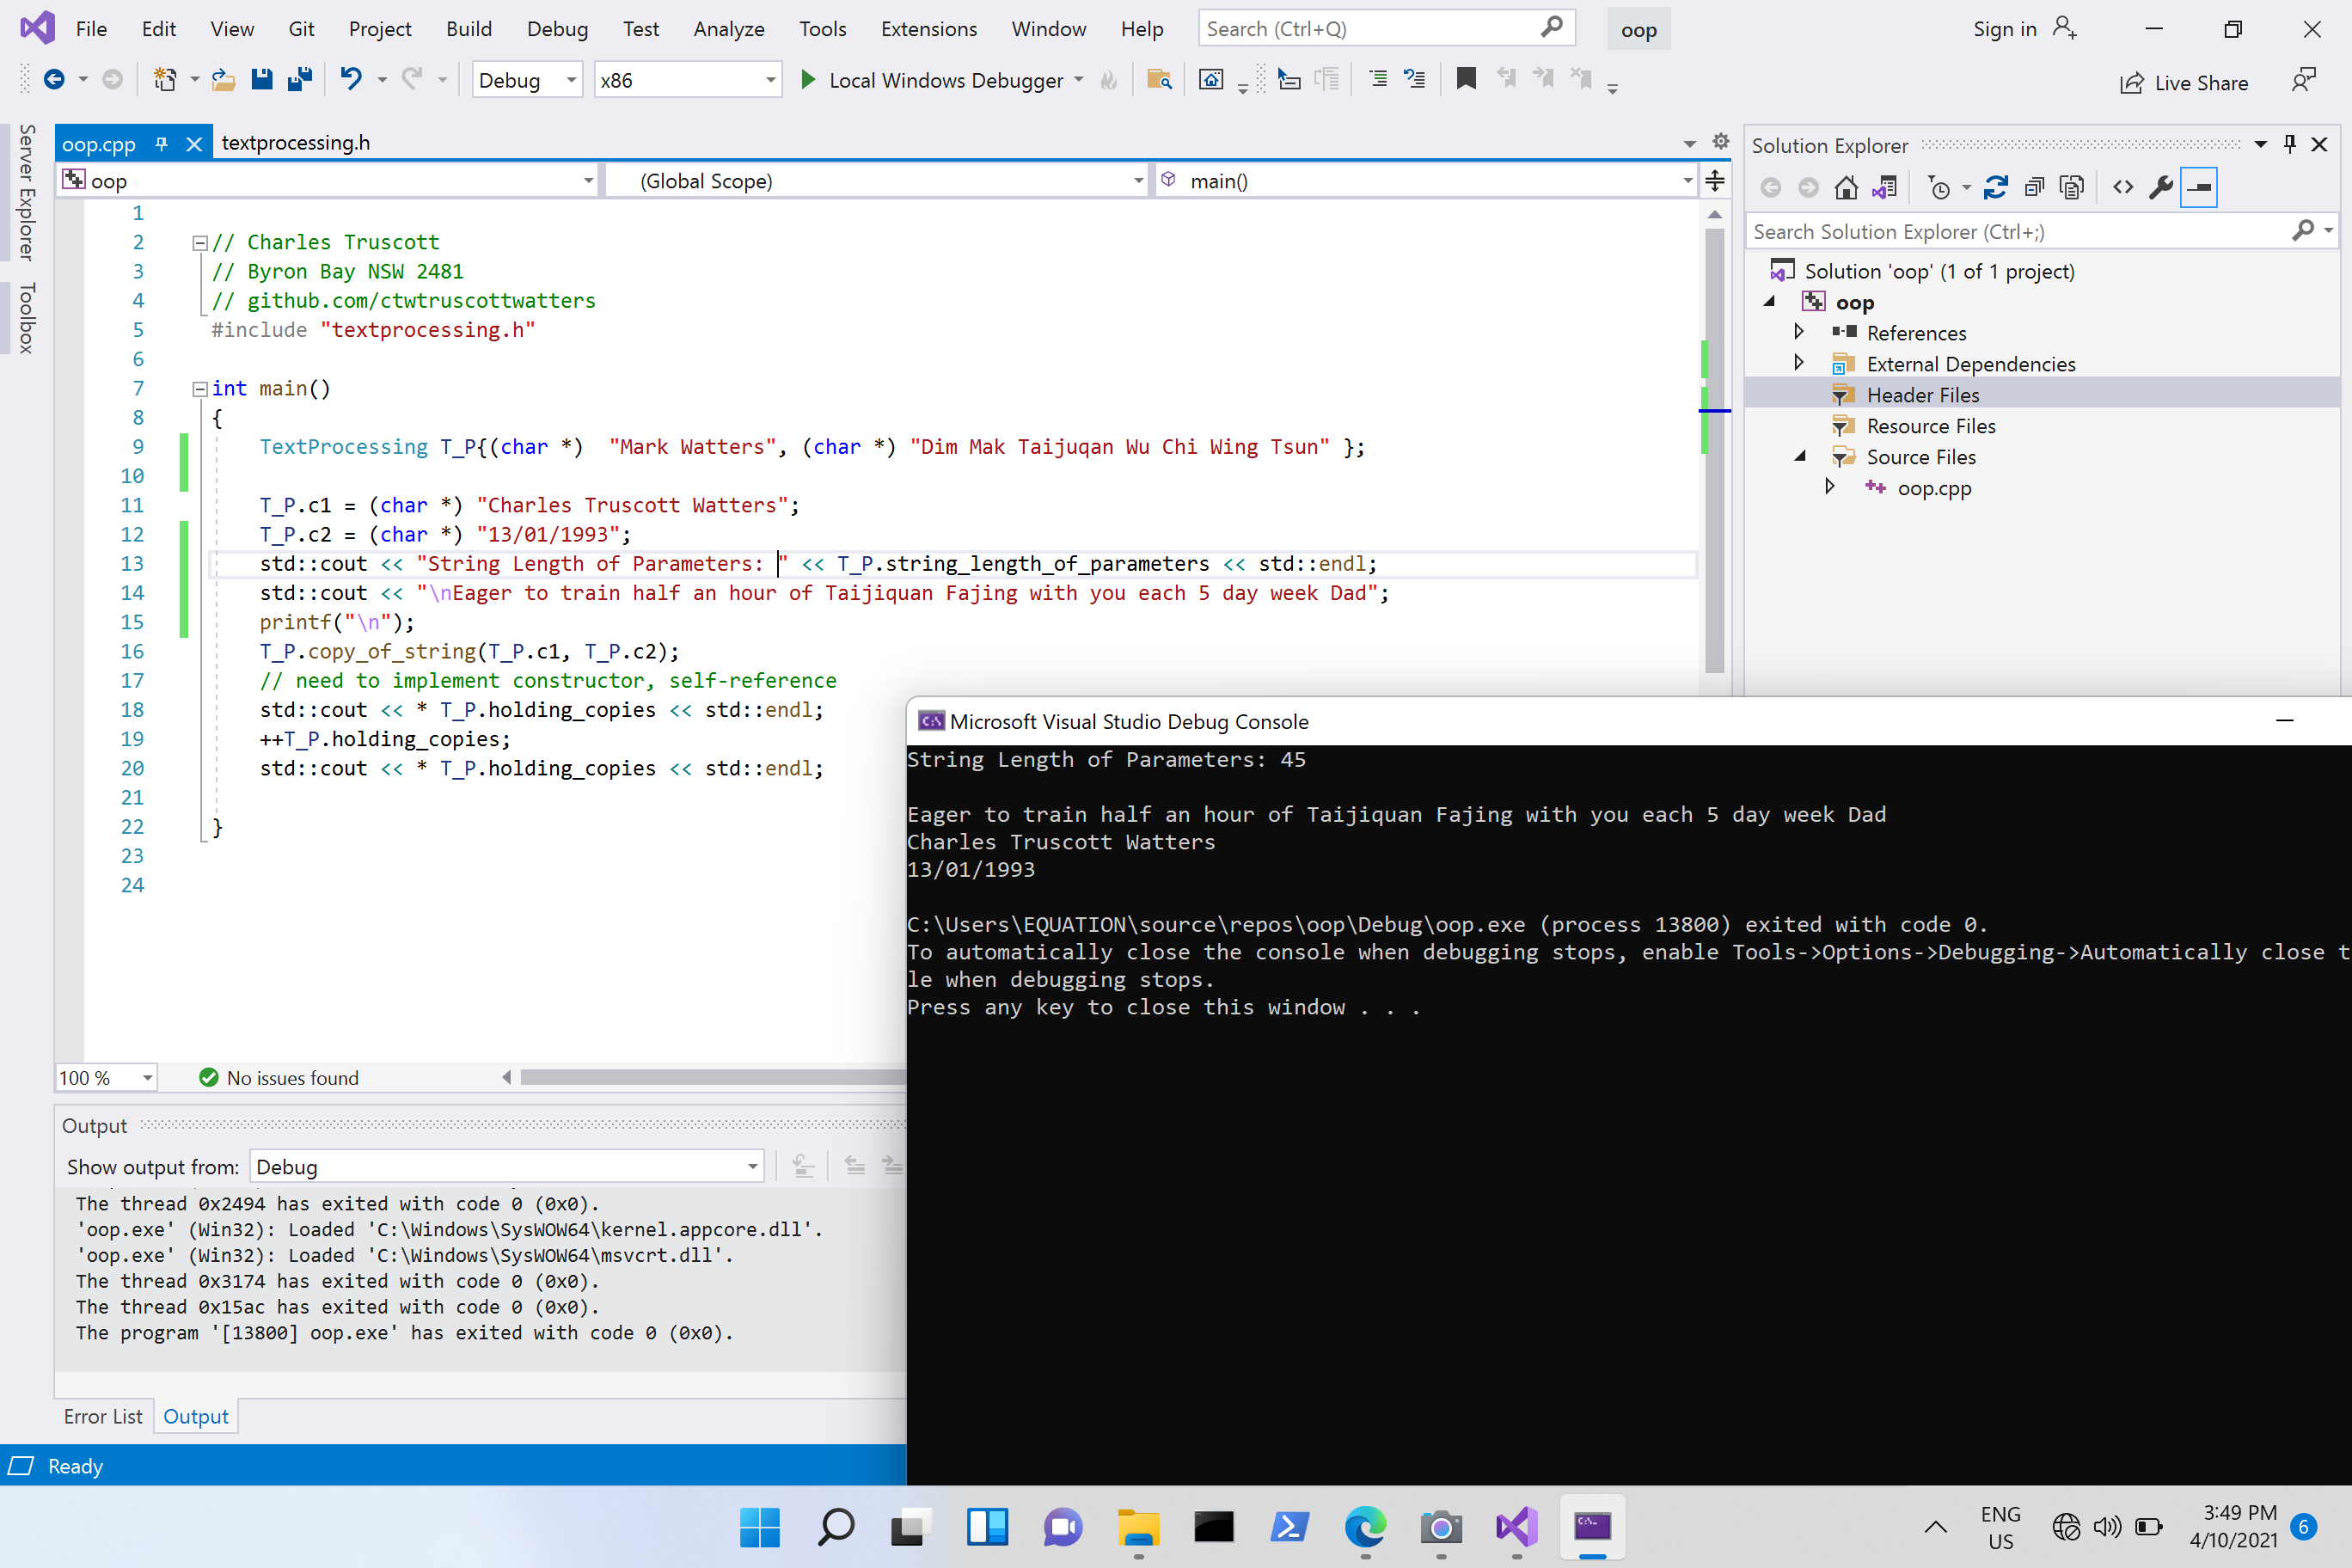 File Edit View Git Project Build Debug Test Analyze Tools Extensions Window Help Search (Ctrl+Q) oop Sign in
Debug x86 Local Windows Debugger Live Share
Server Explorer
Toolbox
oop.cpp textprocessing.h
oop (Global Scope) main()
1
2 // Charles Truscott
3 // Byron Bay NSW 2481
4 // github.com/ctwtruscottwatters
5 #include "textprocessing.h"
6
7 int main()
8 {
9 TextProcessing T_P{(char *)  "Mark Watters", (char *) "Dim Mak Taijuqan Wu Chi Wing Tsun" };
10
11 T_P.c1 = (char *) "Charles Truscott Watters";
12 T_P.c2 = (char *) "13/01/1993";
13 std::cout << "String Length of Parameters: " << T_P.string_length_of_parameters << std::endl;
14 std::cout << "\nEager to train half an hour of Taijiquan Fajing with you each 5 day week Dad";
15 printf("\n");
16 T_P.copy_of_string(T_P.c1, T_P.c2);
17 // need to implement constructor, self-reference
18 std::cout << * T_P.holding_copies << std::endl;
19 ++T_P.holding_copies;
20 std::cout << * T_P.holding_copies << std::endl;
21
22 }
23
24
100 % No issues found
Output
Show output from: Debug
The thread 0x2494 has exited with code 0 (0x0).
'oop.exe' (Win32): Loaded 'C:\Windows\SysWOW64\kernel.appcore.dll'.
'oop.exe' (Win32): Loaded 'C:\Windows\SysWOW64\msvcrt.dll'.
The thread 0x3174 has exited with code 0 (0x0).
The thread 0x15ac has exited with code 0 (0x0).
The program '[13800] oop.exe' has exited with code 0 (0x0).
Error List Output
Ready
Solution Explorer
Search Solution Explorer (Ctrl+;)
Solution 'oop' (1 of 1 project)
oop
References
External Dependencies
Header Files
Resource Files
Source Files
oop.cpp
Microsoft Visual Studio Debug Console
String Length of Parameters: 45
Eager to train half an hour of Taijiquan Fajing with you each 5 day week Dad
Charles Truscott Watters
13/01/1993
C:\Users\EQUATION\source\repos\oop\Debug\oop.exe (process 13800) exited with code 0.
To automatically close the console when debugging stops, enable Tools->Options->Debugging->Automatically close t
le when debugging stops.
Press any key to close this window . . .
ENG
US
3:49 PM
4/10/2021
6